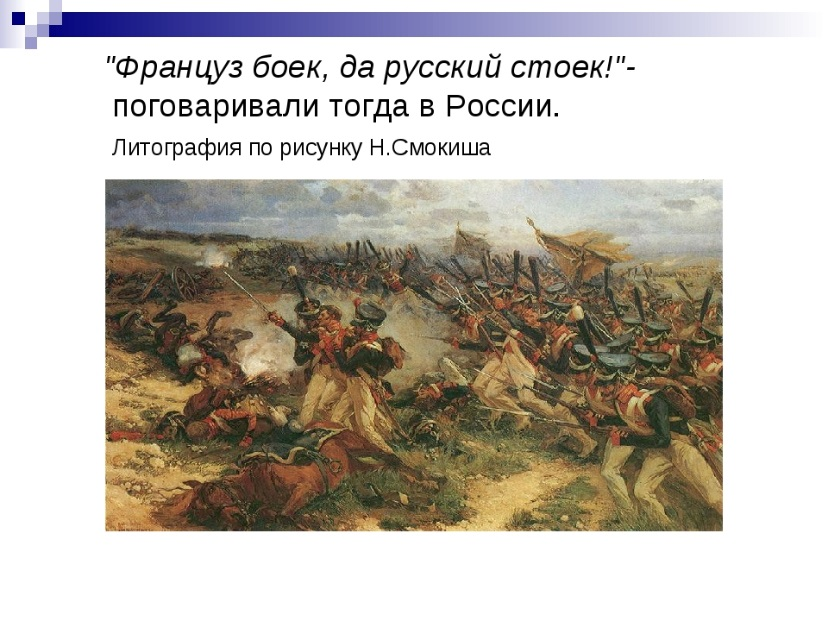 "Француз боек, да русский стоек!"-
поговаривали тогда в России.
Литография по рисунку Н.Смокиша